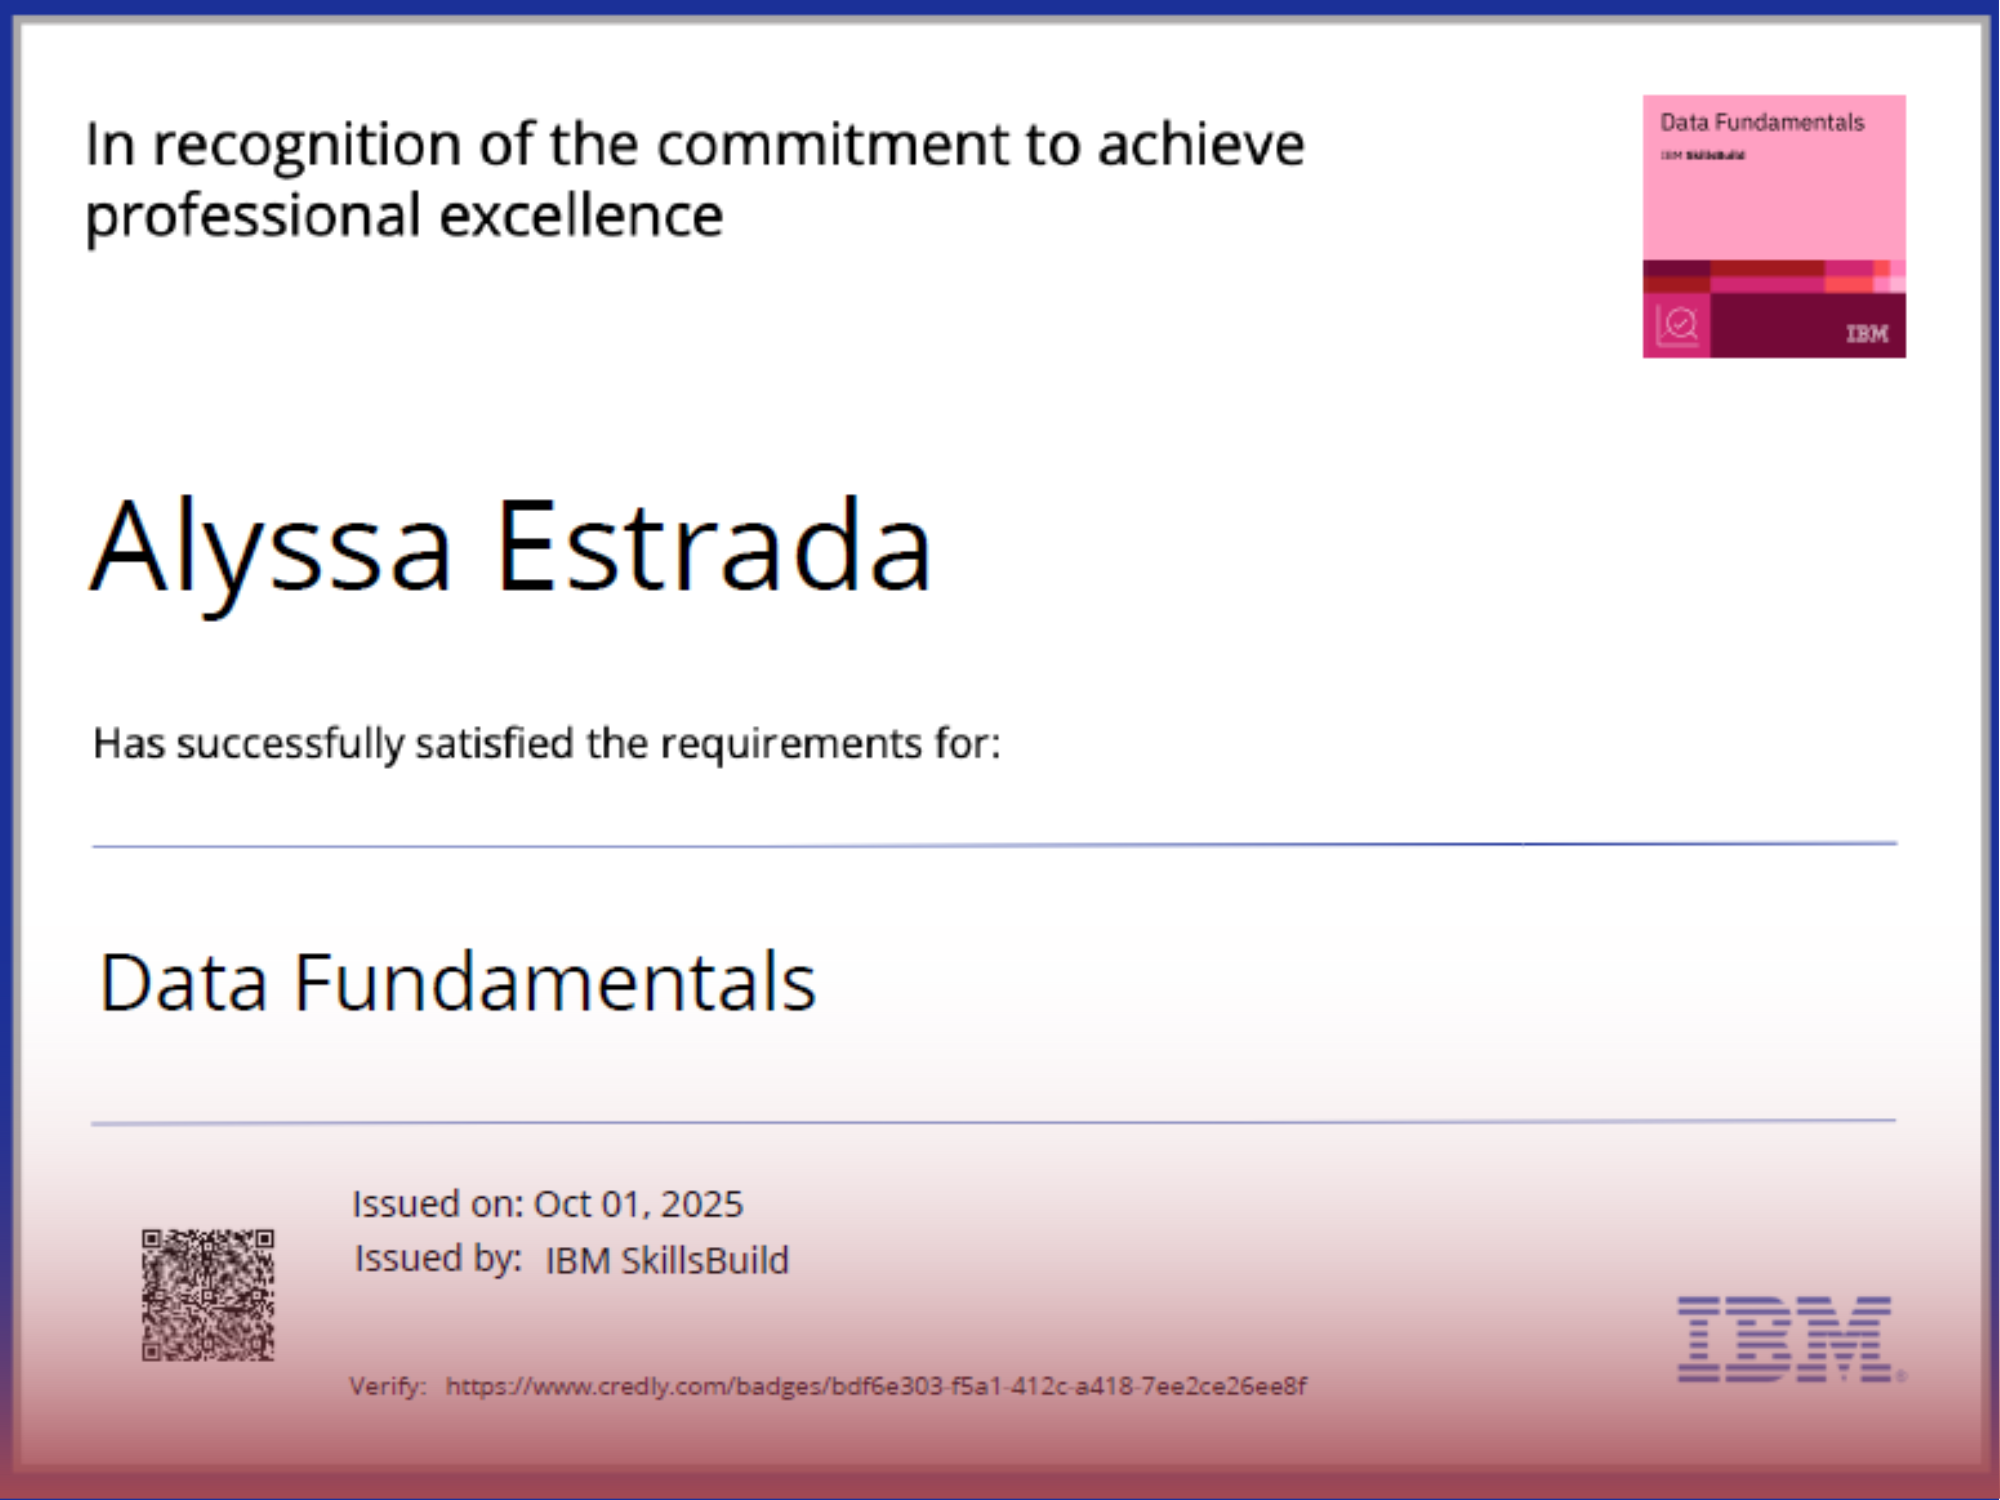 In recognition of the commitment to achieve
professional excellence
Data Fundamentals
IBM SkillsBuild
IBM
Alyssa Estrada
Has successfully satisfied the requirements for:
Data Fundamentals
Issued on: Oct 01, 2025
Issued by: IBM SkillsBuild
Verify: https://www.credly.com/badges/bdf6e303-f5a1-412c-a418-7ee2ce26ee8f
IBM®